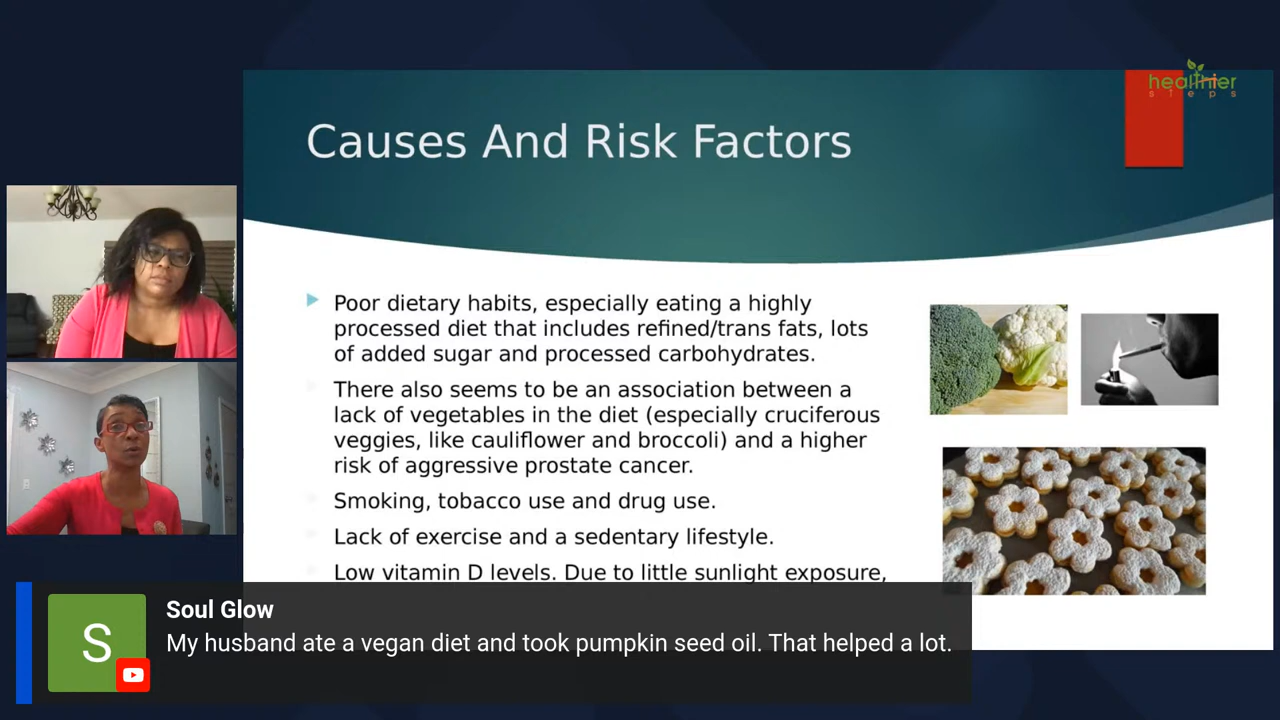 healthier
steps
Causes And Risk Factors
Poor dietary habits, especially eating a highly
processed diet that includes refined/trans fats, lots
of added sugar and processed carbohydrates.
There also seems to be an association between a
lack of vegetables in the diet (especially cruciferous
veggies, like cauliflower and broccoli) and a higher
risk of aggressive prostate cancer.
Smoking, tobacco use and drug use.
Lack of exercise and a sedentary lifestyle.
Low vitamin D levels. Due to little sunlight exposure,
S
Soul Glow
My husband ate a vegan diet and took pumpkin seed oil. That helped a lot.